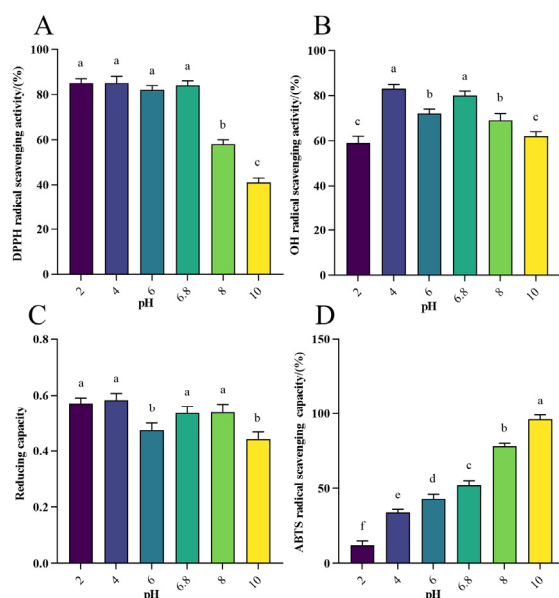 A
DPPH radical scavenging activity/(%)
100
80
60
40
20
0
a
a
a
a
b
c
2
4
6
6.8
8
10
pH
B
OH radical scavenging activity/(%)
100
80
60
40
20
0
c
a
b
a
b
c
2
4
6
6.8
8
10
pH
C
Reducing capacity
0.8
0.6
0.4
0.2
0.0
a
a
b
a
a
b
2
4
6
6.8
8
10
pH
D
ABTS radical scavenging capacity/(%)
150
100
50
0
f
e
d
c
b
a
2
4
6
6.8
8
10
pH